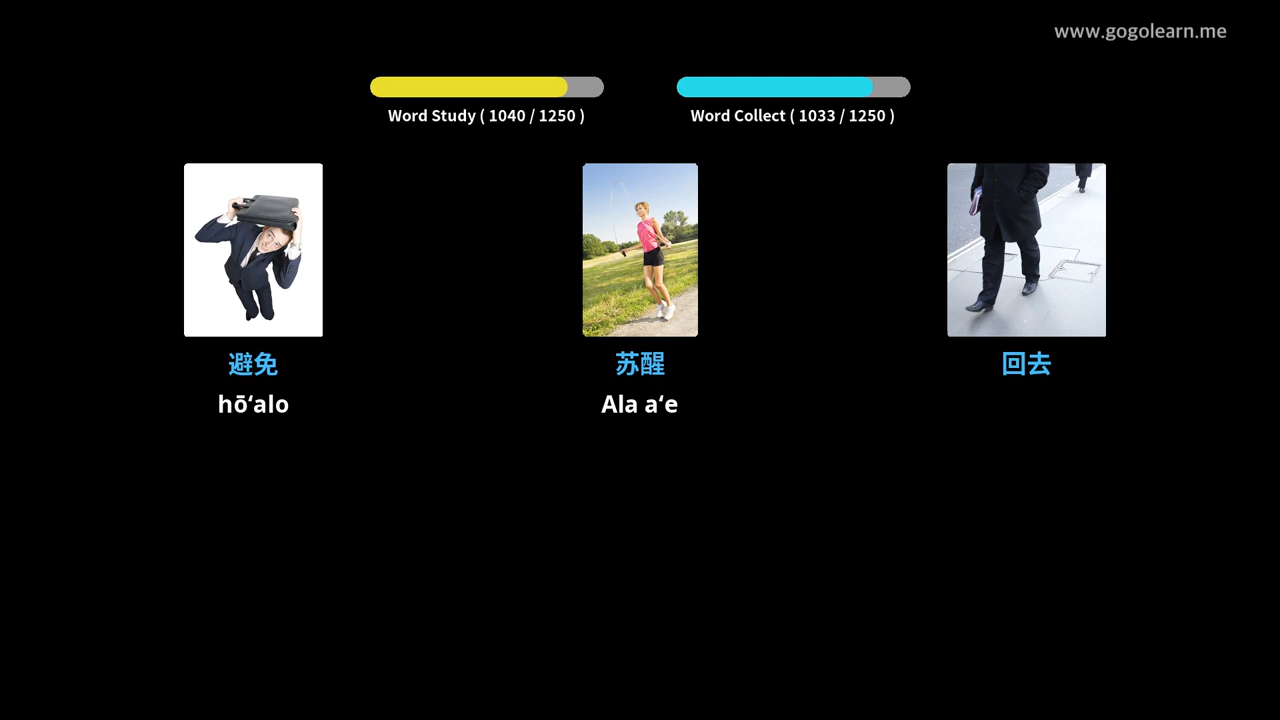 www.gogolearn.me
Word Study ( 1040 / 1250 )
Word Collect ( 1033 / 1250 )
避免
苏醒
回去
hōʻalo
Ala aʻe